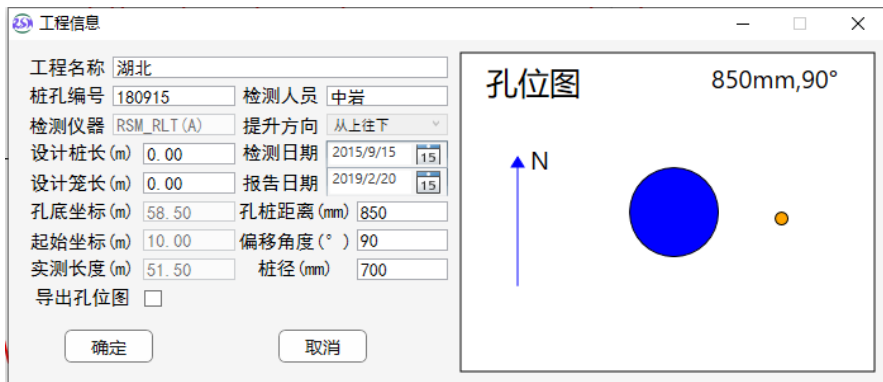 工程信息
工程名称 湖北
桩孔编号 180915 检测人员 中岩
检测仪器 RSM_RLT(A) 提升方向 从上往下
设计桩长(m) 0.00 检测日期 2015/9/15 15
设计笼长(m) 0.00 报告日期 2019/2/20 15
孔底坐标(m) 58.50 孔桩距离(mm) 850
起始坐标(m) 10.00 偏移角度(°) 90
实测长度(m) 51.50 桩径(mm) 700
导出孔位图
确定 取消
孔位图 850mm,90°
N